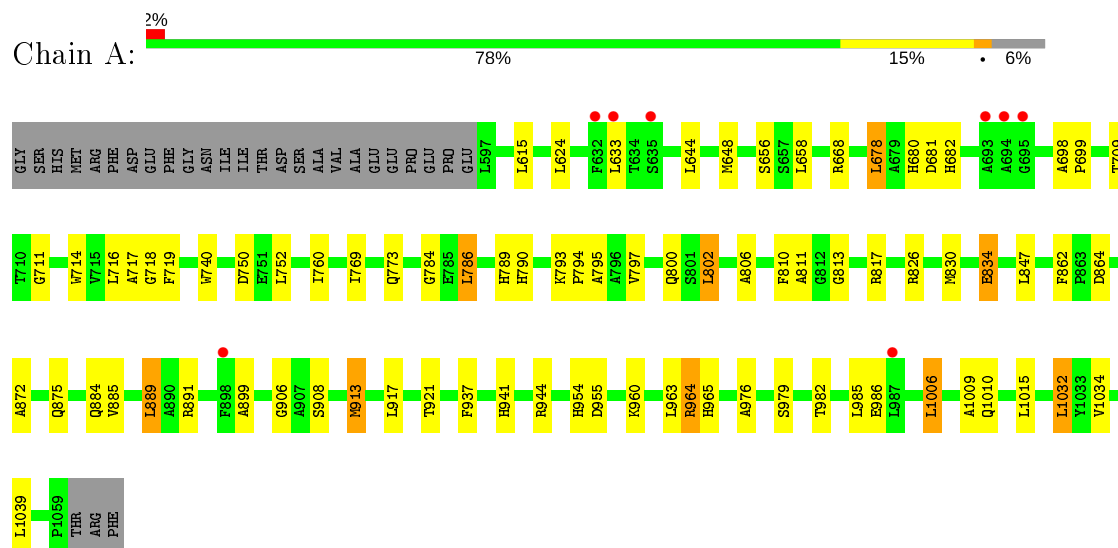 2%
Chain A:
78% 15% • 6%
GLY SER HIS MET ARG PHE ASP GLU PHE GLY ASN ILE ILE THR ASP SER ALA VAL ALA GLU GLU PRO GLU PRO GLU L597 L615 L624 F632 L633 T634 S635 L644 M648 S656 S657 L658 R668 L678 A679 H680 D681 H682 A693 A694 G695 A698 P699 T709
T710 G711 W714 V715 L716 A717 G718 F719 W740 D750 E751 L752 I760 I769 Q773 G784 E785 L786 H789 H790 K793 P794 A795 A796 V797 Q800 S801 L802 A806 F810 A811 G812 G813 R817 R826 M830 E834 L847 F862 P863 D864
A872 Q875 Q884 V885 L889 A890 R891 F898 A899 G906 A907 S908 M913 L917 T921 F937 H941 R944 H954 D955 K960 L963 R964 H965 A976 S979 T982 L985 E986 L987 L1006 A1009 Q1010 L1015 L1032 Y1033 V1034
L1039 P1059 THR ARG PHE